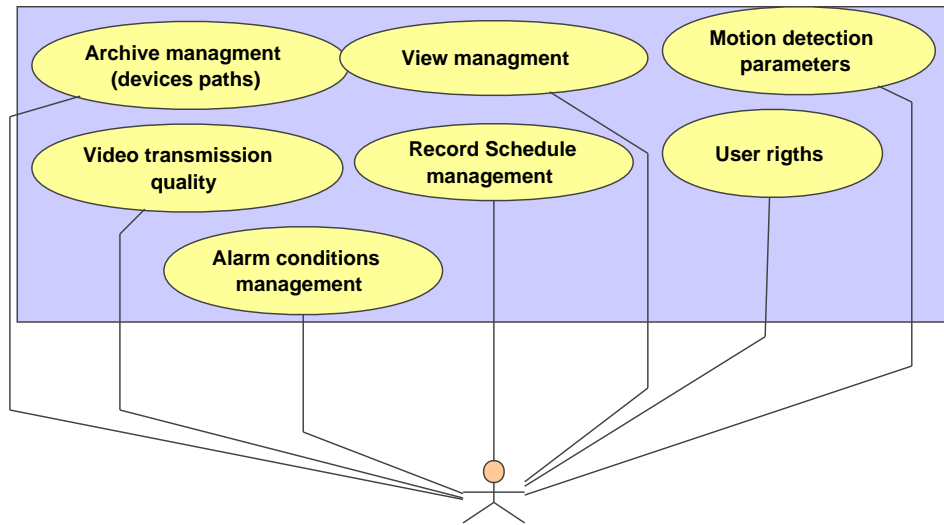 Archive managment
(devices paths)
View managment
Motion detection
parameters
Video transmission
quality
Record Schedule
management
User rigths
Alarm conditions
management